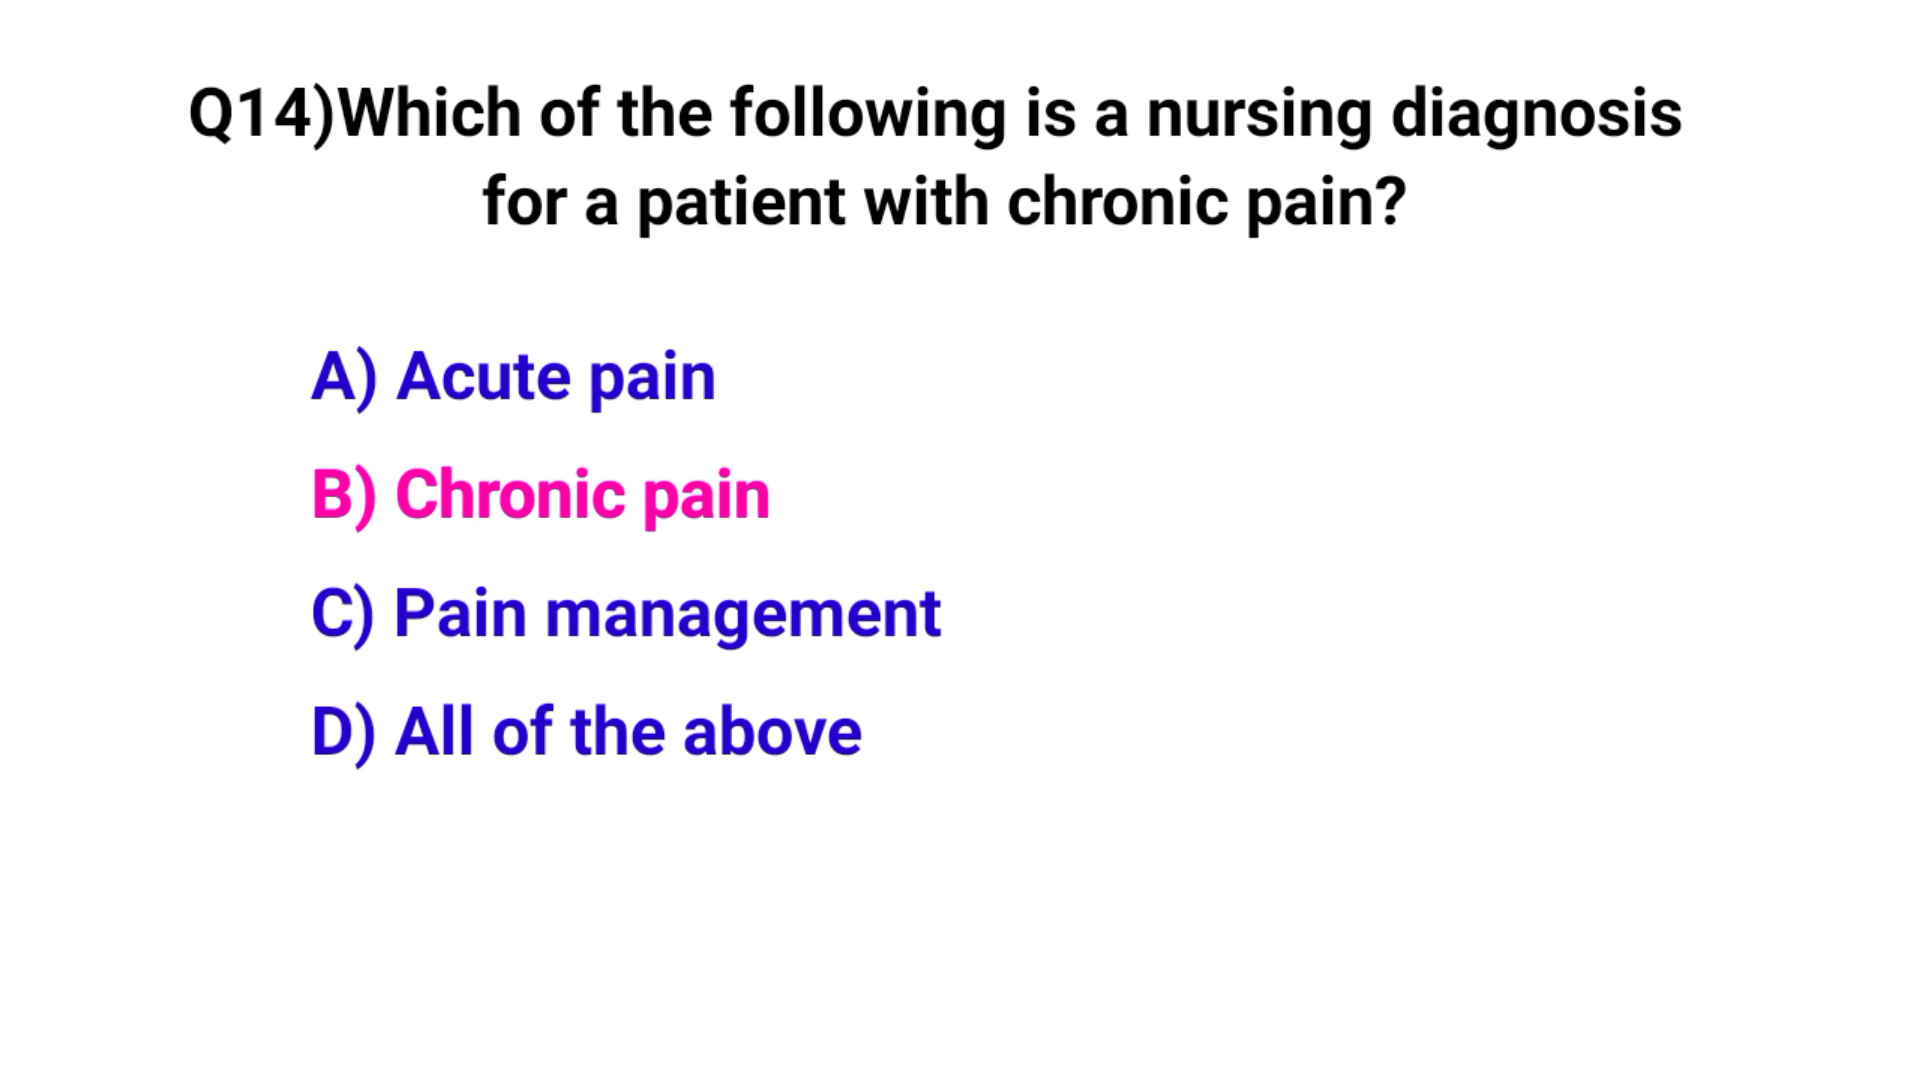 Q14)Which of the following is a nursing diagnosis
for a patient with chronic pain?
A) Acute pain
B) Chronic pain
C) Pain management
D) All of the above